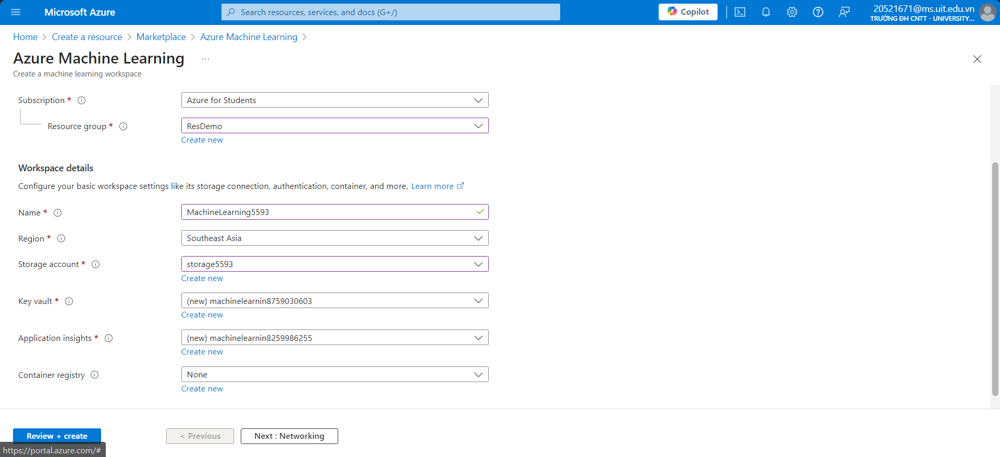 Microsoft Azure
Search resources, services, and docs (G+/)
Copilot
20521671@ms.uit.edu.vn
TRƯỜNG ĐH CNTT - UNIVERSITY...
Home > Create a resource > Marketplace > Azure Machine Learning >
Azure Machine Learning ...
Create a machine learning workspace
Subscription *
Azure for Students
Resource group *
ResDemo
Create new
Workspace details
Configure your basic workspace settings like its storage connection, authentication, container, and more. Learn more
Name *
MachineLearning5593
Region *
Southeast Asia
Storage account *
storage5593
Create new
Key vault *
(new) machinelearnin8759030603
Create new
Application insights *
(new) machinelearnin8259986255
Create new
Container registry
None
Create new
Review + create
< Previous
Next : Networking
https://portal.azure.com/#